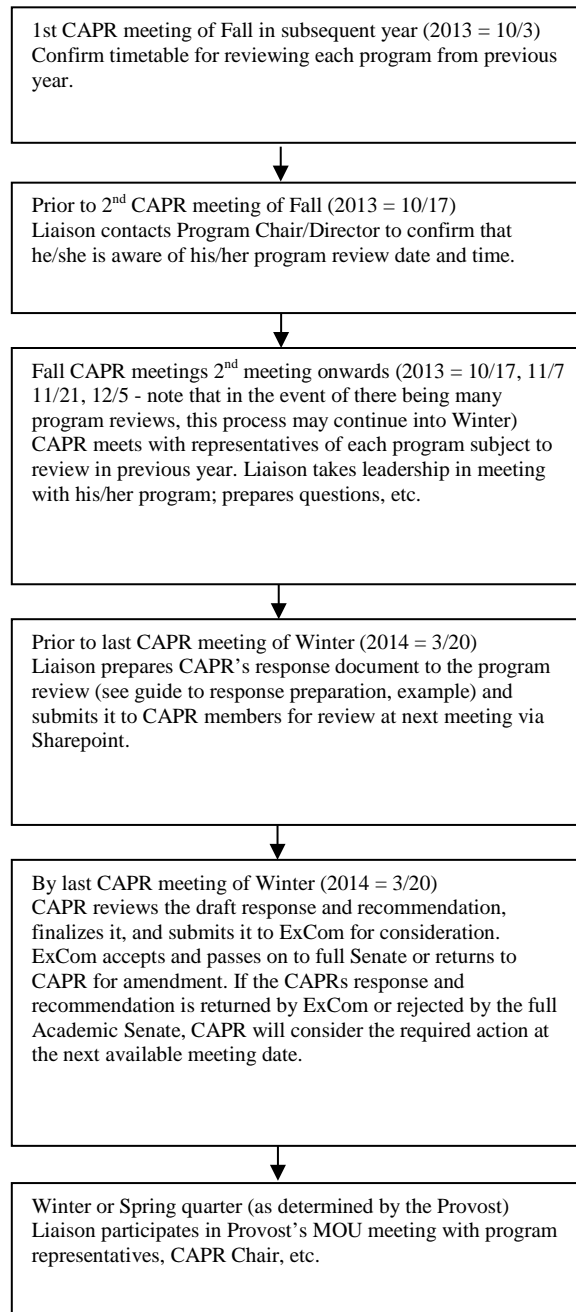 1st CAPR meeting of Fall in subsequent year (2013 = 10/3)
Confirm timetable for reviewing each program from previous
year.
Prior to 2nd CAPR meeting of Fall (2013 = 10/17)
Liaison contacts Program Chair/Director to confirm that
he/she is aware of his/her program review date and time.
Fall CAPR meetings 2nd meeting onwards (2013 = 10/17, 11/7
11/21, 12/5 - note that in the event of there being many
program reviews, this process may continue into Winter)
CAPR meets with representatives of each program subject to
review in previous year. Liaison takes leadership in meeting
with his/her program; prepares questions, etc.
Prior to last CAPR meeting of Winter (2014 = 3/20)
Liaison prepares CAPR’s response document to the program
review (see guide to response preparation, example) and
submits it to CAPR members for review at next meeting via
Sharepoint.
By last CAPR meeting of Winter (2014 = 3/20)
CAPR reviews the draft response and recommendation,
finalizes it, and submits it to ExCom for consideration.
ExCom accepts and passes on to full Senate or returns to
CAPR for amendment. If the CAPRs response and
recommendation is returned by ExCom or rejected by the full
Academic Senate, CAPR will consider the required action at
the next available meeting date.
Winter or Spring quarter (as determined by the Provost)
Liaison participates in Provost’s MOU meeting with program
representatives, CAPR Chair, etc.